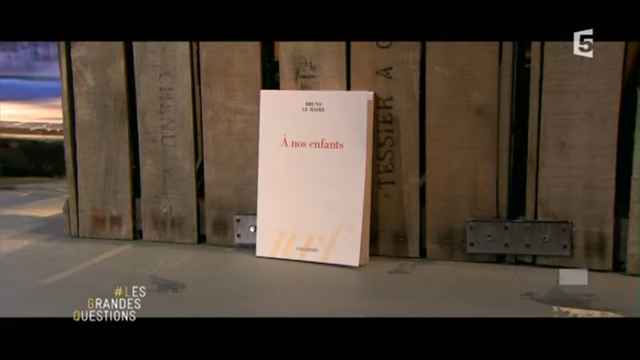 5
BRUNO
LE MAIRE
À nos enfants
nrf
GALLIMARD
TESSIER À C
#LES
GRANDES
QUESTIONS